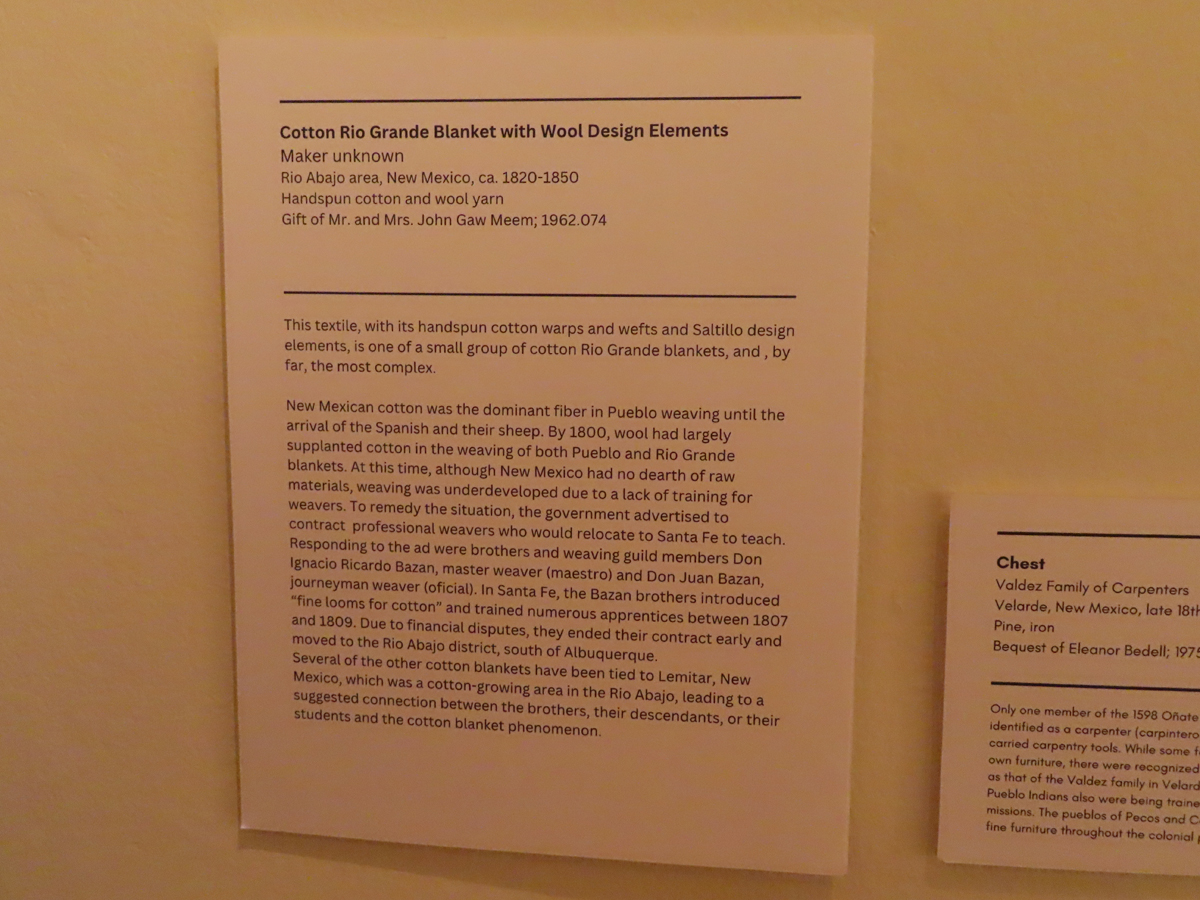 Cotton Rio Grande Blanket with Wool Design Elements
Maker unknown
Rio Abajo area, New Mexico, ca. 1820-1850
Handspun cotton and wool yarn
Gift of Mr. and Mrs. John Gaw Meem; 1962.074
This textile, with its handspun cotton warps and wefts and Saltillo design
elements, is one of a small group of cotton Rio Grande blankets, and , by
far, the most complex.
New Mexican cotton was the dominant fiber in Pueblo weaving until the
arrival of the Spanish and their sheep. By 1800, wool had largely
supplanted cotton in the weaving of both Pueblo and Rio Grande
blankets. At this time, although New Mexico had no dearth of raw
materials, weaving was underdeveloped due to a lack of training for
weavers. To remedy the situation, the government advertised to
contract professional weavers who would relocate to Santa Fe to teach.
Responding to the ad were brothers and weaving guild members Don
Ignacio Ricardo Bazan, master weaver (maestro) and Don Juan Bazan,
journeyman weaver (oficial). In Santa Fe, the Bazan brothers introduced
"fine looms for cotton" and trained numerous apprentices between 1807
and 1809. Due to financial disputes, they ended their contract early and
moved to the Rio Abajo district, south of Albuquerque.
Several of the other cotton blankets have been tied to Lemitar, New
Mexico, which was a cotton-growing area in the Rio Abajo, leading to a
suggested connection between the brothers, their descendants, or their
students and the cotton blanket phenomenon.
Chest
Valdez Family of Carpenters
Velarde, New Mexico, late 18th
Pine, iron
Bequest of Eleanor Bedell; 1975
Only one member of the 1598 Oñate
identified as a carpenter (carpintero
carried carpentry tools. While some
own furniture, there were recognized
as that of the Valdez family in Velard
Pueblo Indians also were being traine
missions. The pueblos of Pecos and
fine furniture throughout the colonial